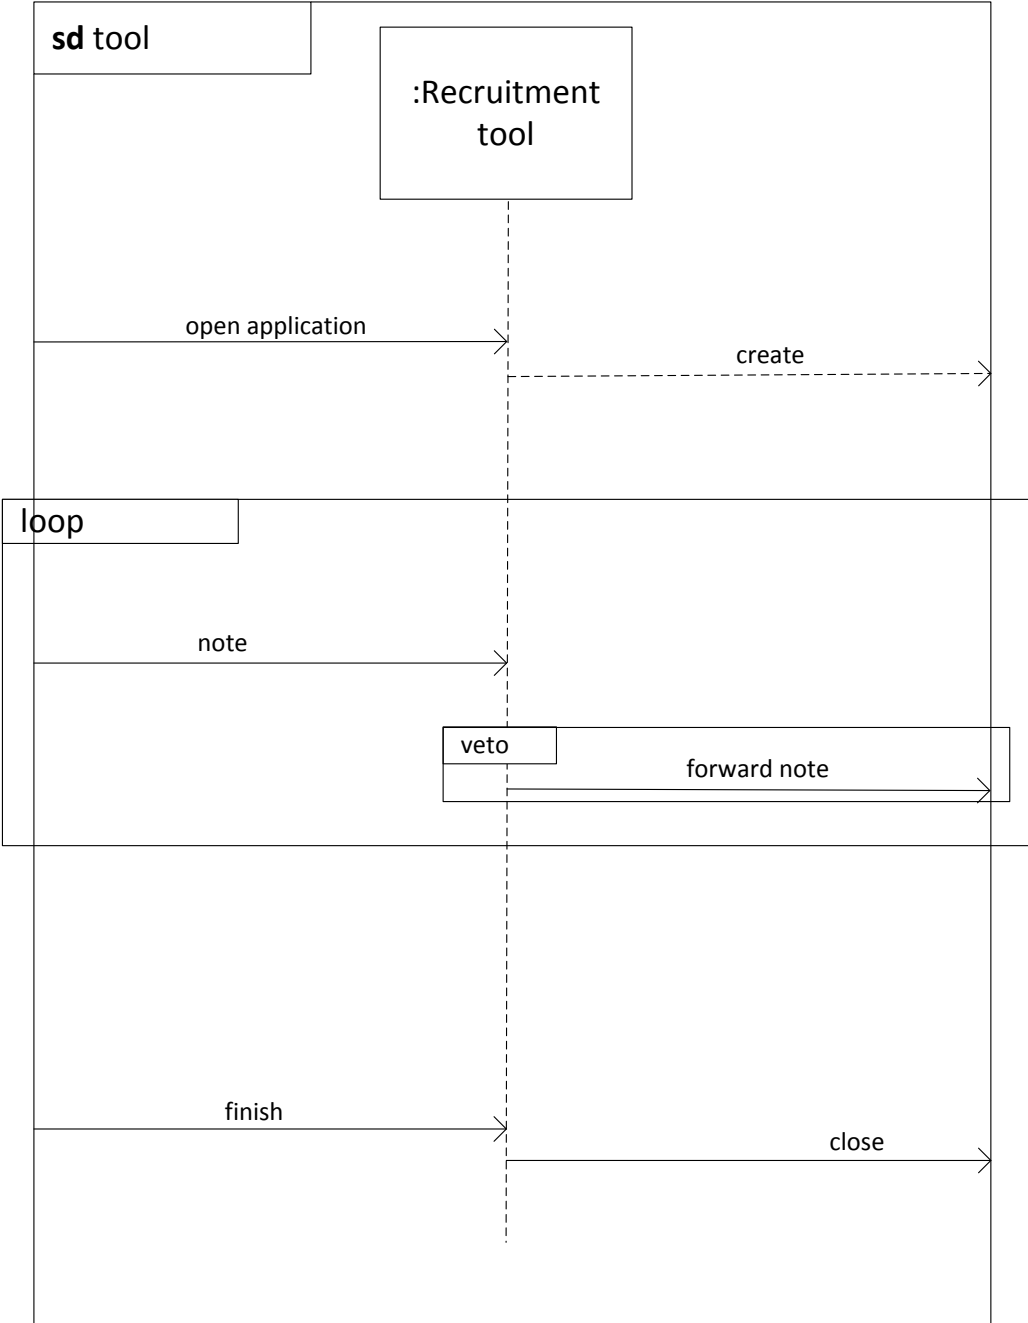 sd tool
:Recruitment
tool
open application
create
loop
note
veto
forward note
finish
close